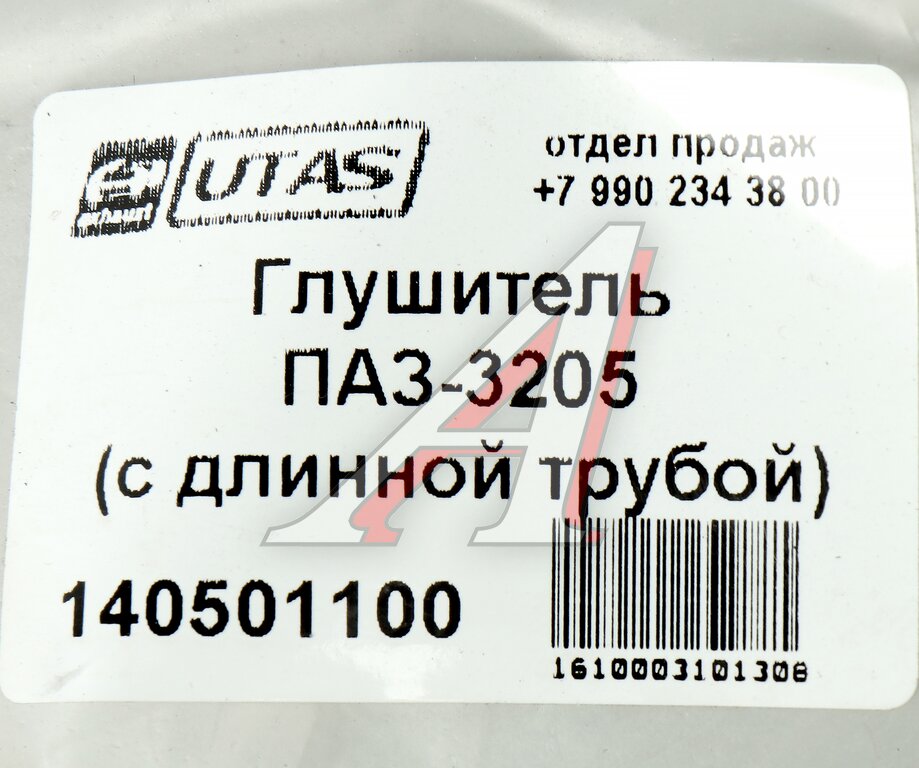 UTAS
отдел продаж
+7 990 234 38 00
Глушитель
ПАЗ-3205
(с длинной трубой)
140501100
1610003101308